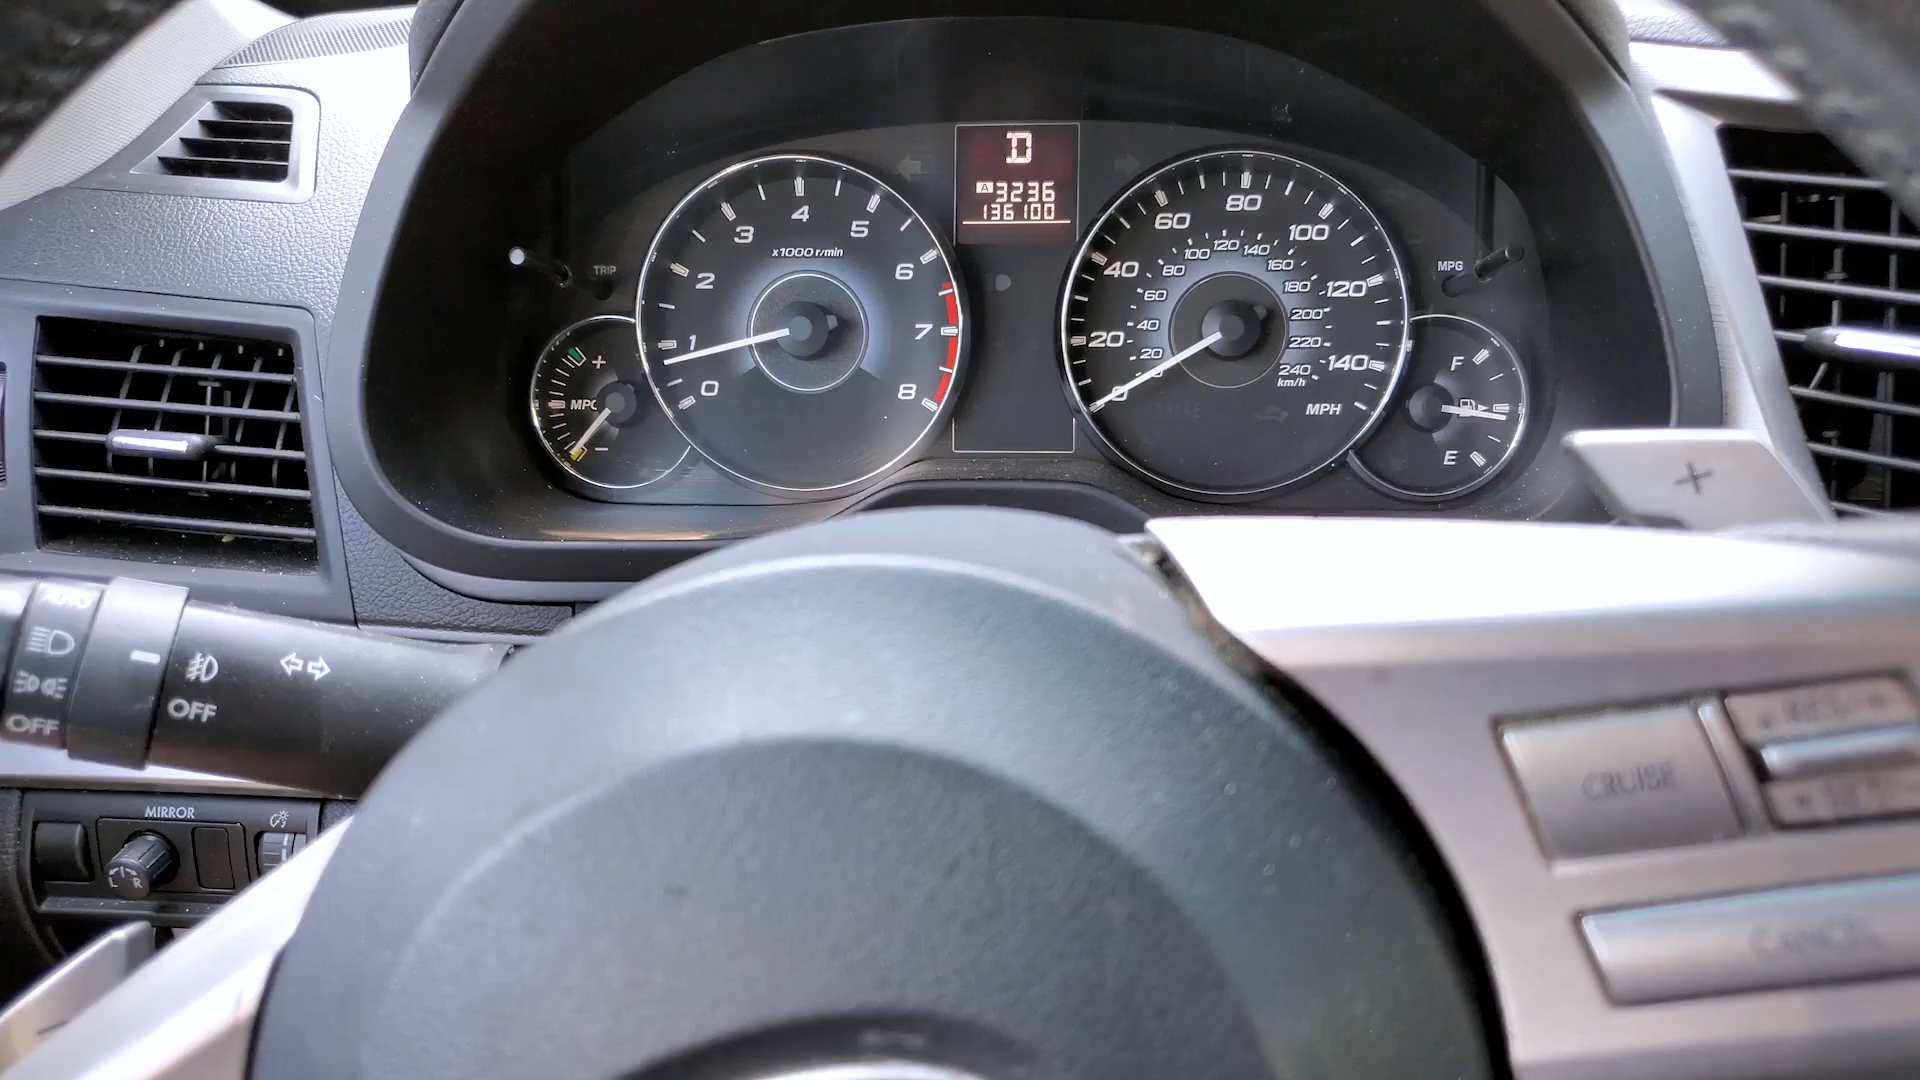 D
A 3236
136100
TRIP
0
1
2
3
4
5
6
7
8
x1000 r/min
+
MPG
-
0
20
40
60
80
100
120
140
20
40
60
80
100
120
140
160
180
200
220
240
km/h
MPH
MPG
F
E
+
AUTO
OFF
OFF
MIRROR
L R
CRUISE
CANCEL